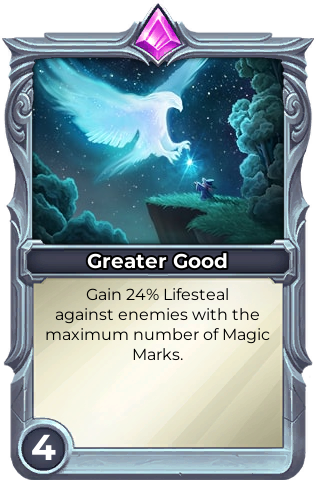 Greater Good
Gain 24% Lifesteal
against enemies with the
maximum number of Magic
Marks.
4